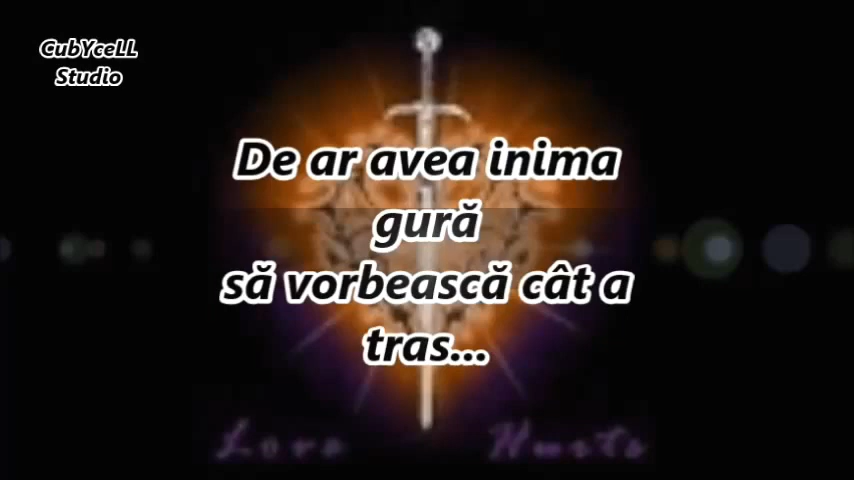 CubYceLL
Studio
De ar avea inima
gură
să vorbească cât a
tras...
Love Hurts